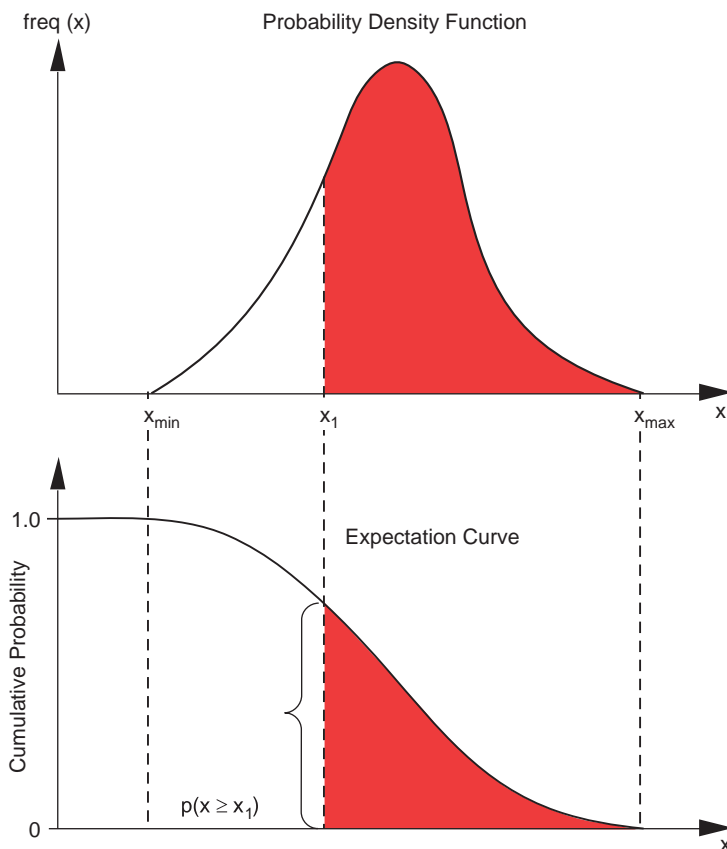 freq (x)
Probability Density Function
x
x_min
x_1
x_max
1.0
Expectation Curve
Cumulative Probability
p(x ≥ x_1)
0
x